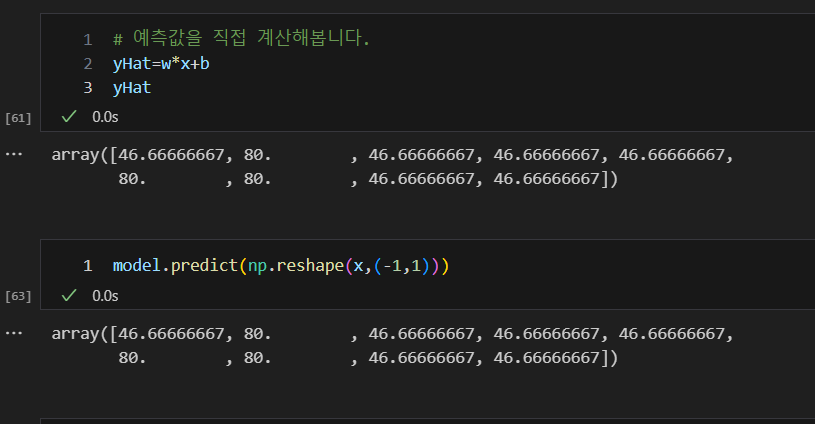 1 # 예측값을 직접 계산해봅니다.
2 yHat=w*x+b
3 yHat
[61] ✓ 0.0s
... array([46.66666667, 80.        , 46.66666667, 46.66666667, 46.66666667,
80.        , 80.        , 46.66666667, 46.66666667])
1 model.predict(np.reshape(x,(-1,1)))
[63] ✓ 0.0s
... array([46.66666667, 80.        , 46.66666667, 46.66666667, 46.66666667,
80.        , 80.        , 46.66666667, 46.66666667])